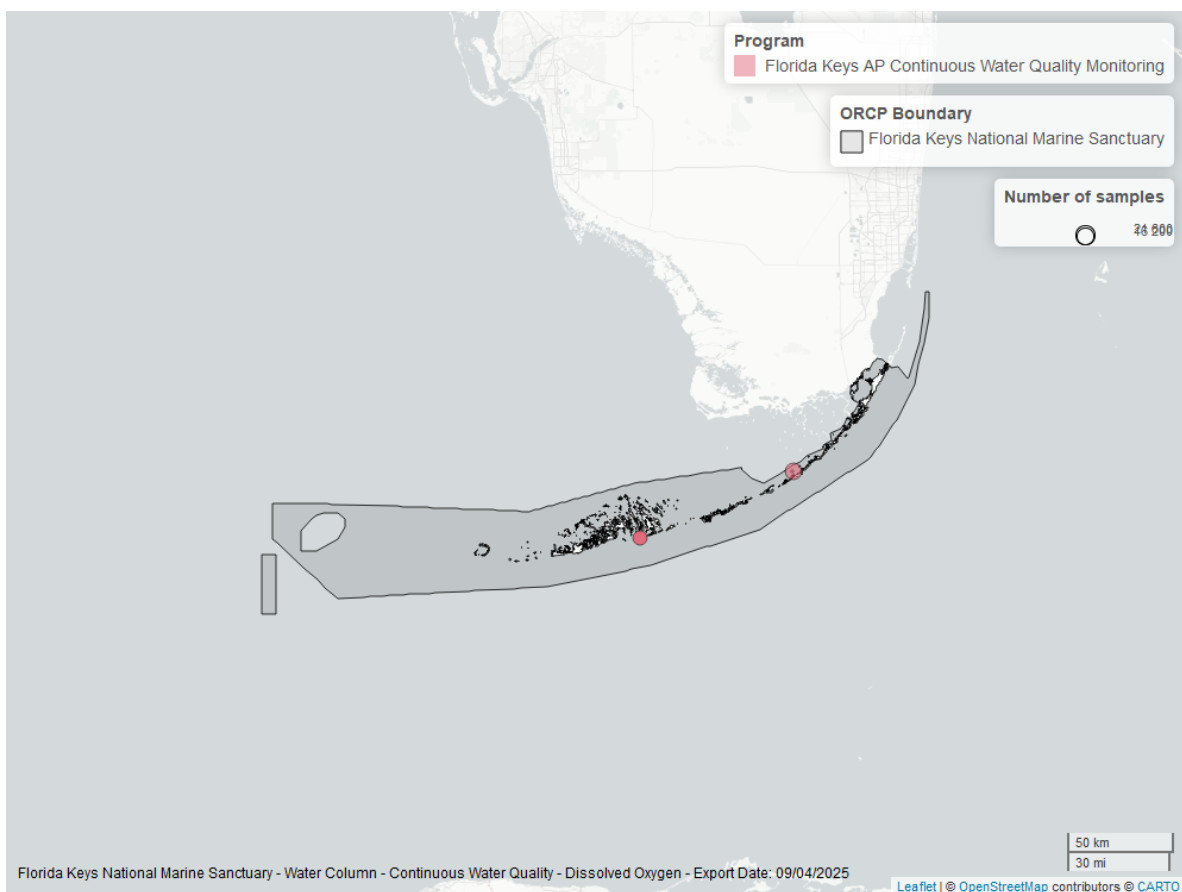 Program
Florida Keys AP Continuous Water Quality Monitoring
ORCP Boundary
Florida Keys National Marine Sanctuary
Number of samples
50 km
30 mi
Florida Keys National Marine Sanctuary - Water Column - Continuous Water Quality - Dissolved Oxygen - Export Date: 09/04/2025
Leaflet | © OpenStreetMap contributors © CARTO